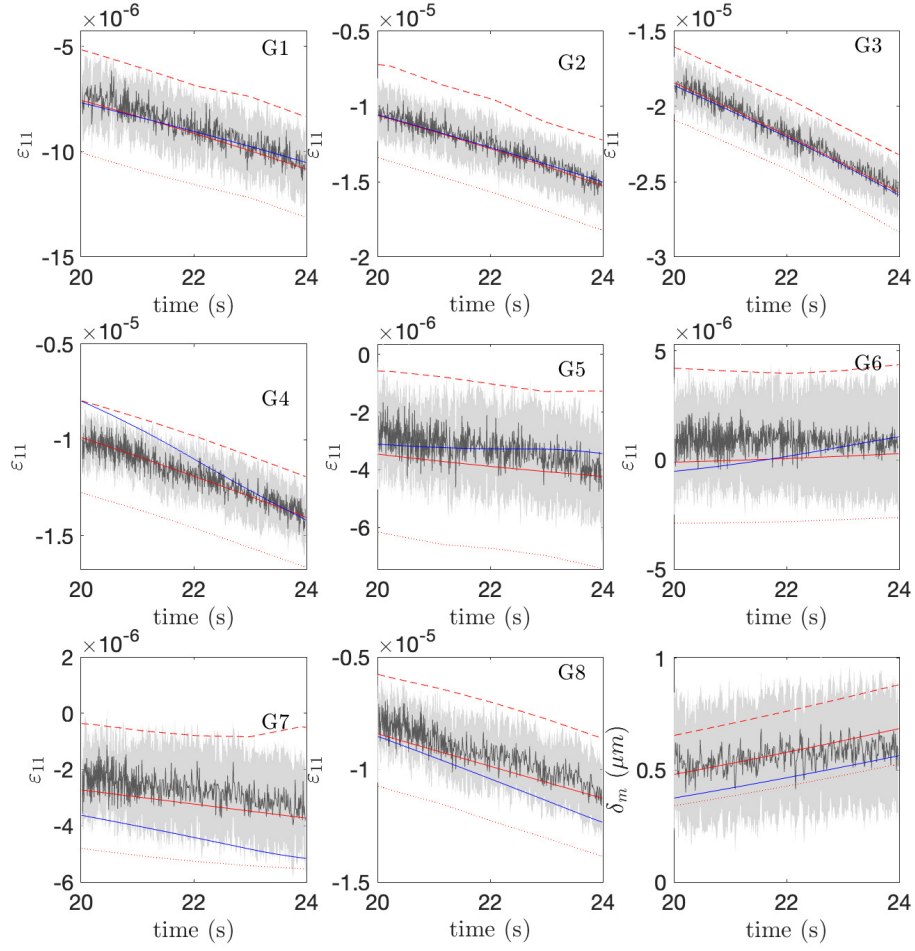 ×10⁻⁶ ×10⁻⁵ ×10⁻⁵
-5 -10 -15 ε₁₁ G1
-0.5 -1 -1.5 -2 ε₁₁ G2
-1.5 -2 -2.5 -3 ε₁₁ G3
20 22 24 20 22 24 20 22 24
time (s) time (s) time (s)
×10⁻⁵ ×10⁻⁶ ×10⁻⁶
-0.5 -1 -1.5 ε₁₁ G4
0 -2 -4 -6 ε₁₁ G5
5 0 -5 ε₁₁ G6
20 22 24 20 22 24 20 22 24
time (s) time (s) time (s)
×10⁻⁶ ×10⁻⁵
2 0 -2 -4 -6 ε₁₁ G7
-0.5 -1 -1.5 ε₁₁ G8
1 0.5 0 δₘ (μm)
20 22 24 20 22 24 20 22 24
time (s) time (s) time (s)